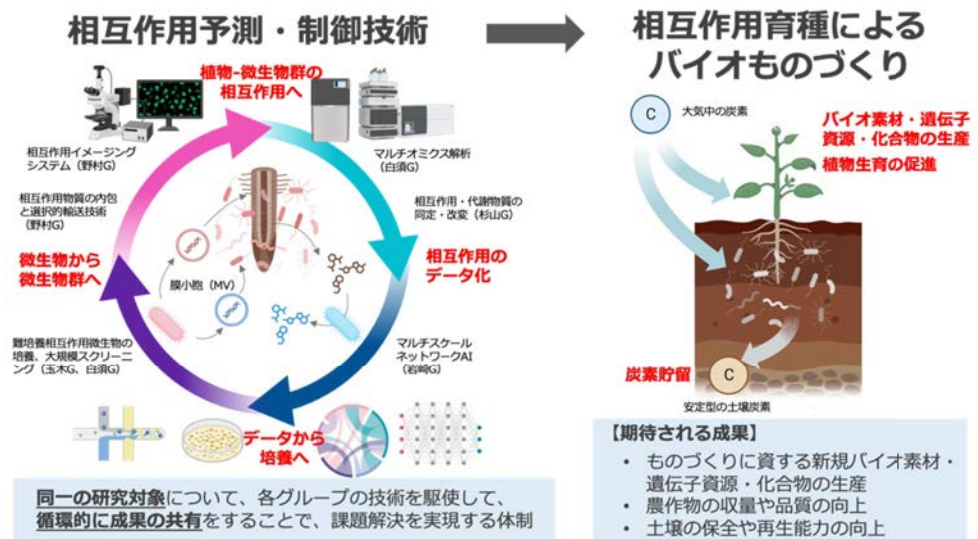 相互作用予測・制御技術
相互作用育種による
バイオものづくり
植物-微生物群の
相互作用へ
相互作用イメージング
システム（野村G）
マルチオミクス解析
（白須G）
相互作用物質の内包
と選択的輸送技術
（野村G）
相互作用・代謝物質の
同定・改変（杉山G）
微生物から
微生物群へ
膜小胞（MV）
相互作用の
データ化
難培養相互作用微生物の
培養、大規模スクリーニ
ング（玉木G、白須G）
マルチスケール
ネットワークAI
（岩﨑G）
データから
培養へ
同一の研究対象について、各グループの技術を駆使して、
循環的に成果の共有をすることで、課題解決を実現する体制
C
大気中の炭素
バイオ素材・遺伝子
資源・化合物の生産
植物生育の促進
炭素貯留
C
安定型の土壌炭素
【期待される成果】
• ものづくりに資する新規バイオ素材・
遺伝子資源・化合物の生産
• 農作物の収量や品質の向上
• 土壌の保全や再生能力の向上